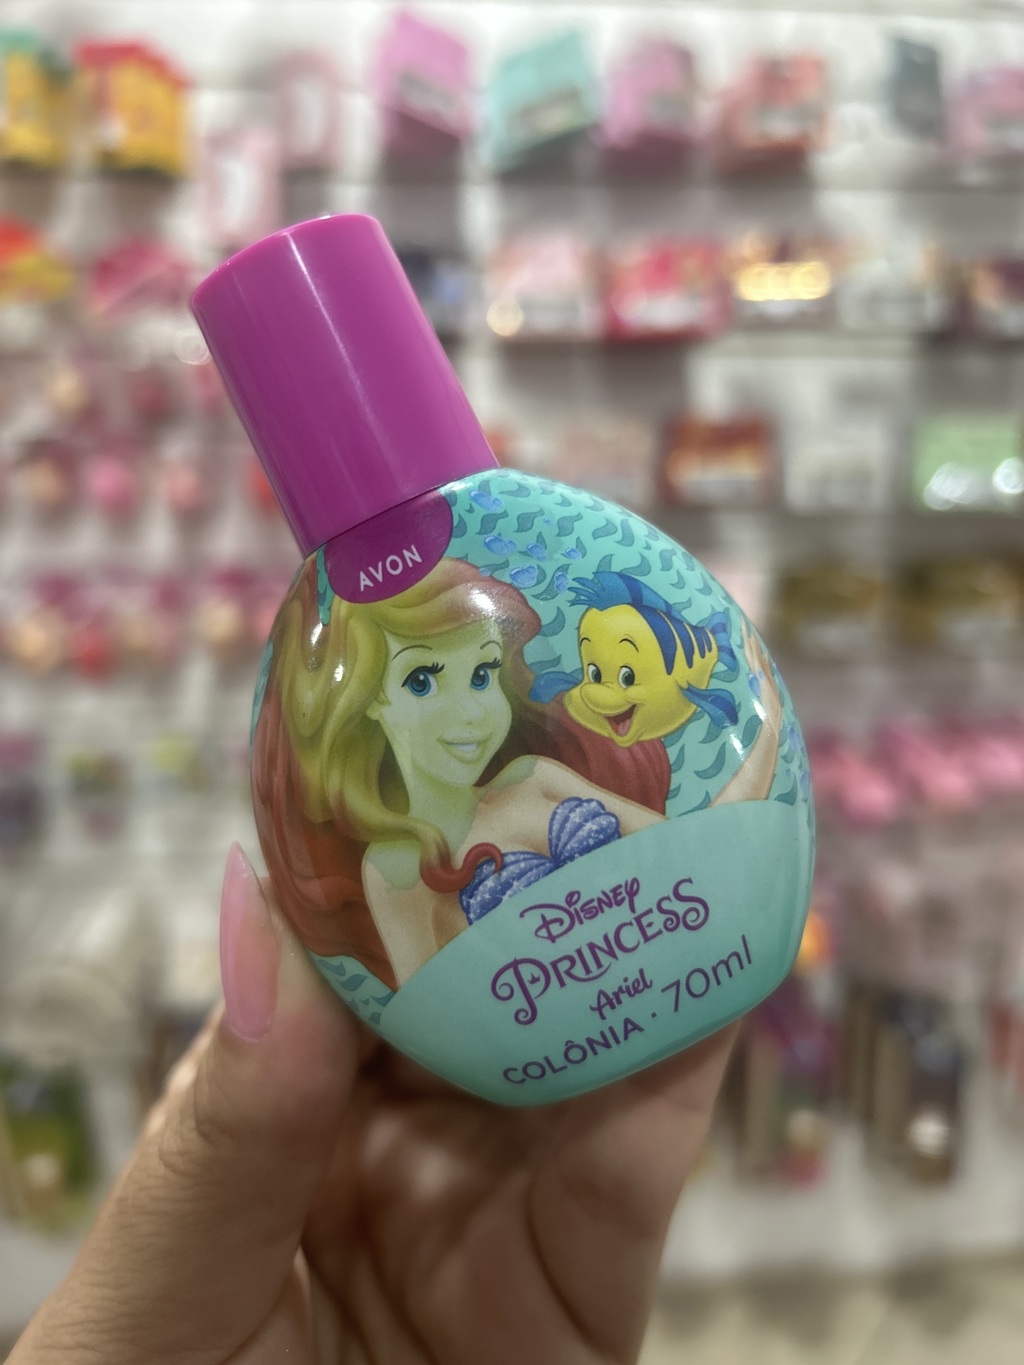 AVON
Disney
PRINCESS
Ariel
COLÔNIA · 70ml